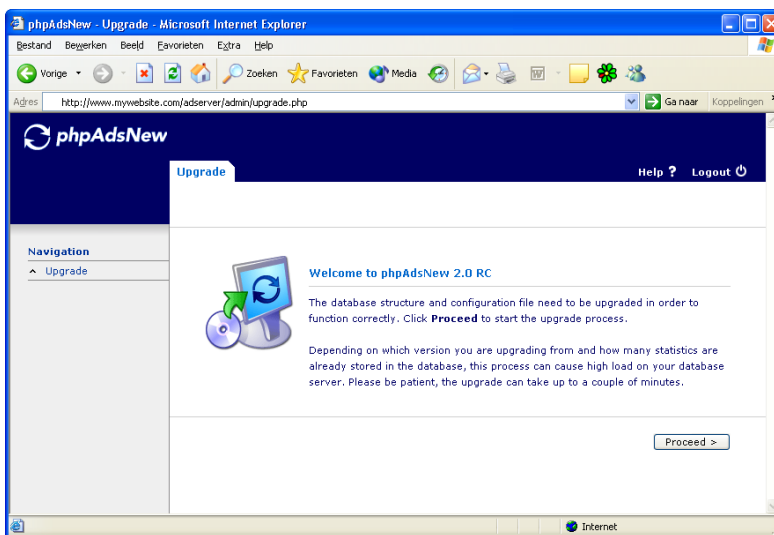 phpAdsNew - Upgrade - Microsoft Internet Explorer
Bestand Bewerken Beeld Favorieten Extra Help
Vorige Zoeken Favorieten Media
Adres http://www.mywebsite.com/adserver/admin/upgrade.php Ga naar Koppelingen
phpAdsNew
Upgrade Help ? Logout
Navigation
Upgrade
Welcome to phpAdsNew 2.0 RC
The database structure and configuration file need to be upgraded in order to
function correctly. Click Proceed to start the upgrade process.
Depending on which version you are upgrading from and how many statistics are
already stored in the database, this process can cause high load on your database
server. Please be patient, the upgrade can take up to a couple of minutes.
Proceed >
Internet